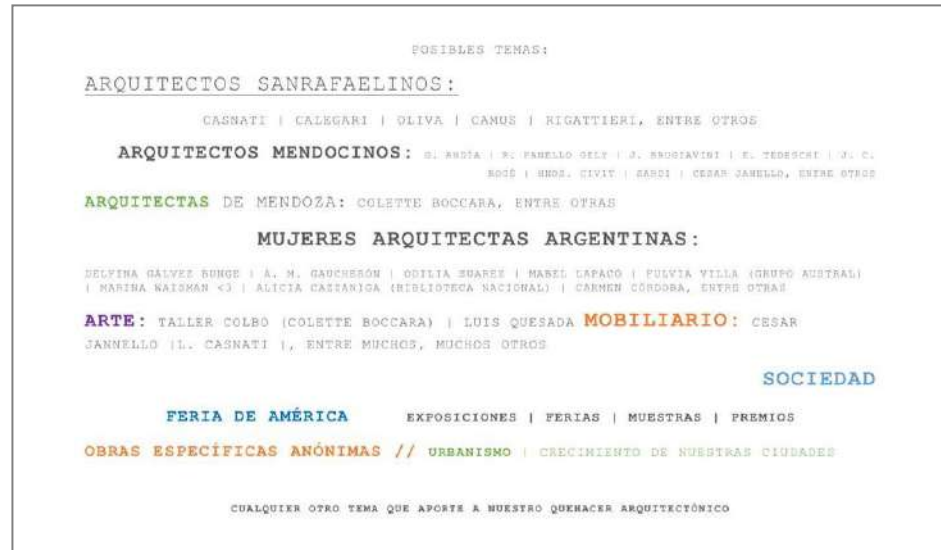 POSIBLES TEMAS:
ARQUITECTOS SANRAFAELINOS:
CASNATI | CALEGARI | OLIVA | CAMUS | RIGATTIERI, ENTRE OTROS
ARQUITECTOS MENDOCINOS: G. ANDÍA | R. PANELLO GELY | J. BROGIAVINI | E. TEDESCHI | J. C.
ROGÉ | HNOS. CIVIT | SARDI | CESAR JANELLO, ENTRE OTROS
ARQUITECTAS DE MENDOZA: COLETTE BOCCARA, ENTRE OTRAS
MUJERES ARQUITECTAS ARGENTINAS:
DELFINA GÁLVEZ BUNGE | A. M. GAUCHERÓN | ODILIA SUAREZ | MABEL LAPACÓ | FULVIA VILLA (GRUPO AUSTRAL)
| MARINA WAISMAN <3 | ALICIA CAZZANIGA (BIBLIOTECA NACIONAL) | CARMEN CÓRDOBA, ENTRE OTRAS
ARTE: TALLER COLBO (COLETTE BOCCARA) | LUIS QUESADA MOBILIARIO: CESAR
JANNELLO |L. CASNATI |, ENTRE MUCHOS, MUCHOS OTROS
SOCIEDAD
FERIA DE AMÉRICA EXPOSICIONES | FERIAS | MUESTRAS | PREMIOS
OBRAS ESPECÍFICAS ANÓNIMAS // URBANISMO | CRECIMIENTO DE NUESTRAS CIUDADES
CUALQUIER OTRO TEMA QUE APORTE A NUESTRO QUEHACER ARQUITECTÓNICO